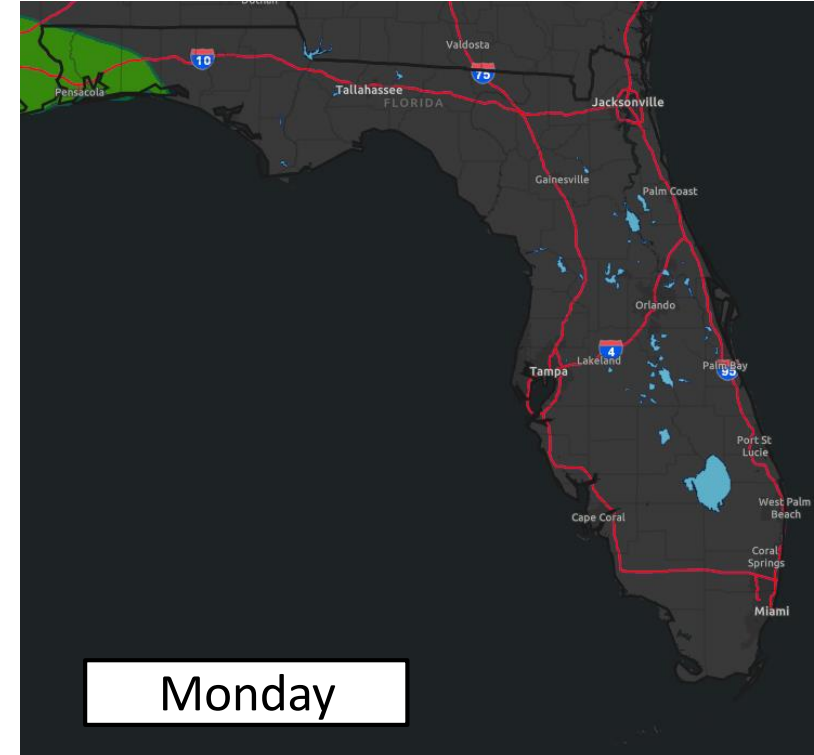 Dothan
Valdosta
10
75
Pensacola
Tallahassee
FLORIDA
Jacksonville
Gainesville
Palm Coast
Orlando
4
Lakeland
Tampa
Palm Bay
95
Port St
Lucie
West Palm
Beach
Cape Coral
Coral
Springs
Miami
Monday